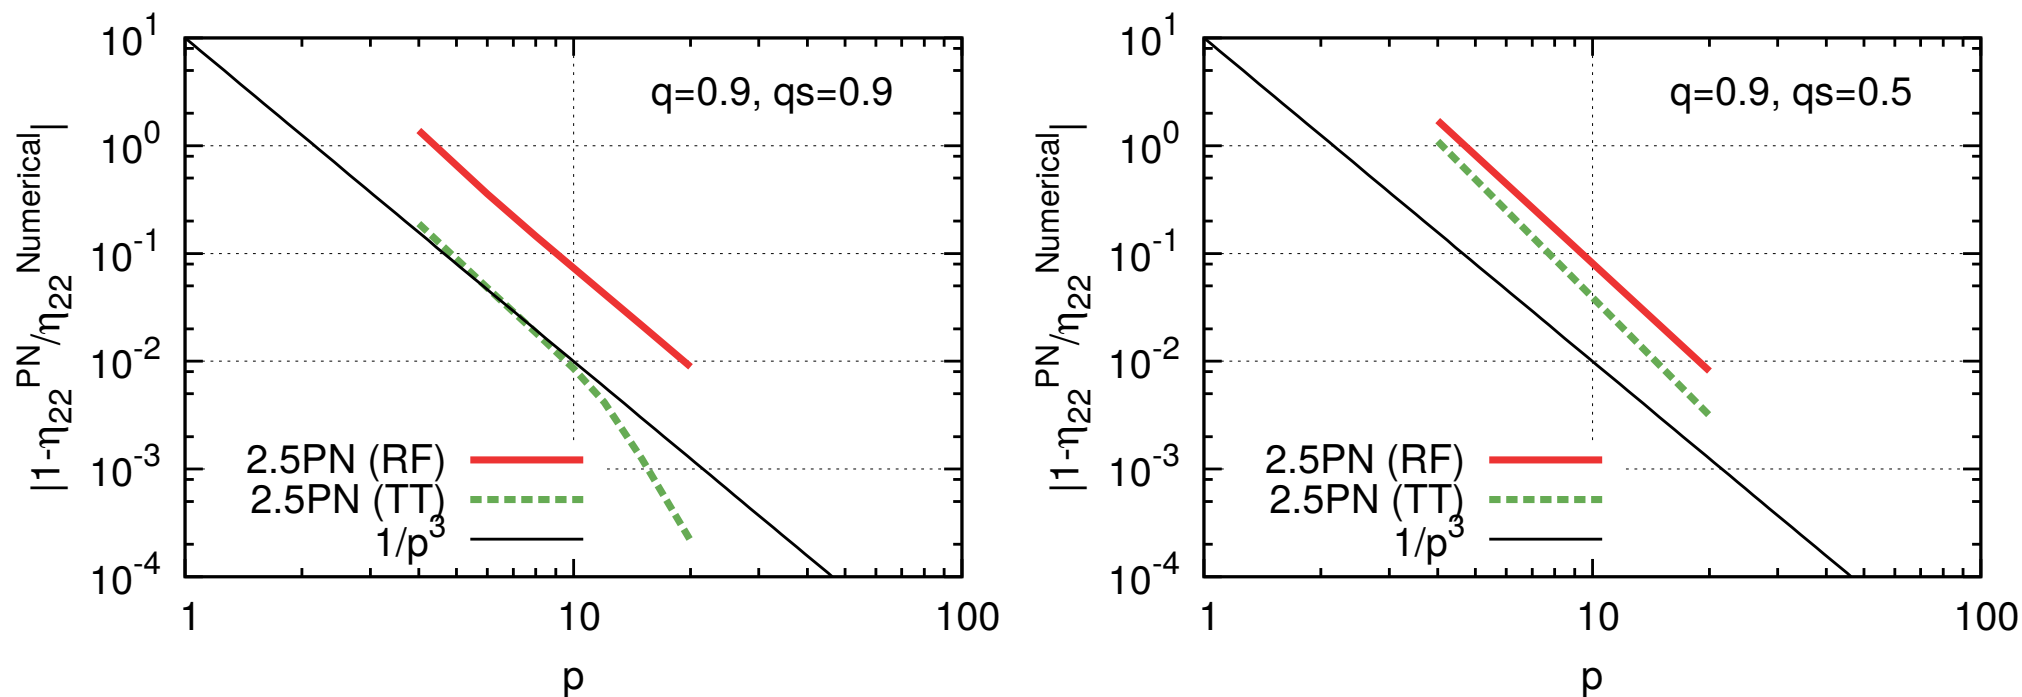 10^1
10^0
10^-1
10^-2
10^-3
10^-4
|1-η22^PN/η22^Numerical|
q=0.9, qs=0.9
2.5PN (RF)
2.5PN (TT)
1/p^3
1
10
100
p
10^1
10^0
10^-1
10^-2
10^-3
10^-4
|1-η22^PN/η22^Numerical|
q=0.9, qs=0.5
2.5PN (RF)
2.5PN (TT)
1/p^3
1
10
100
p